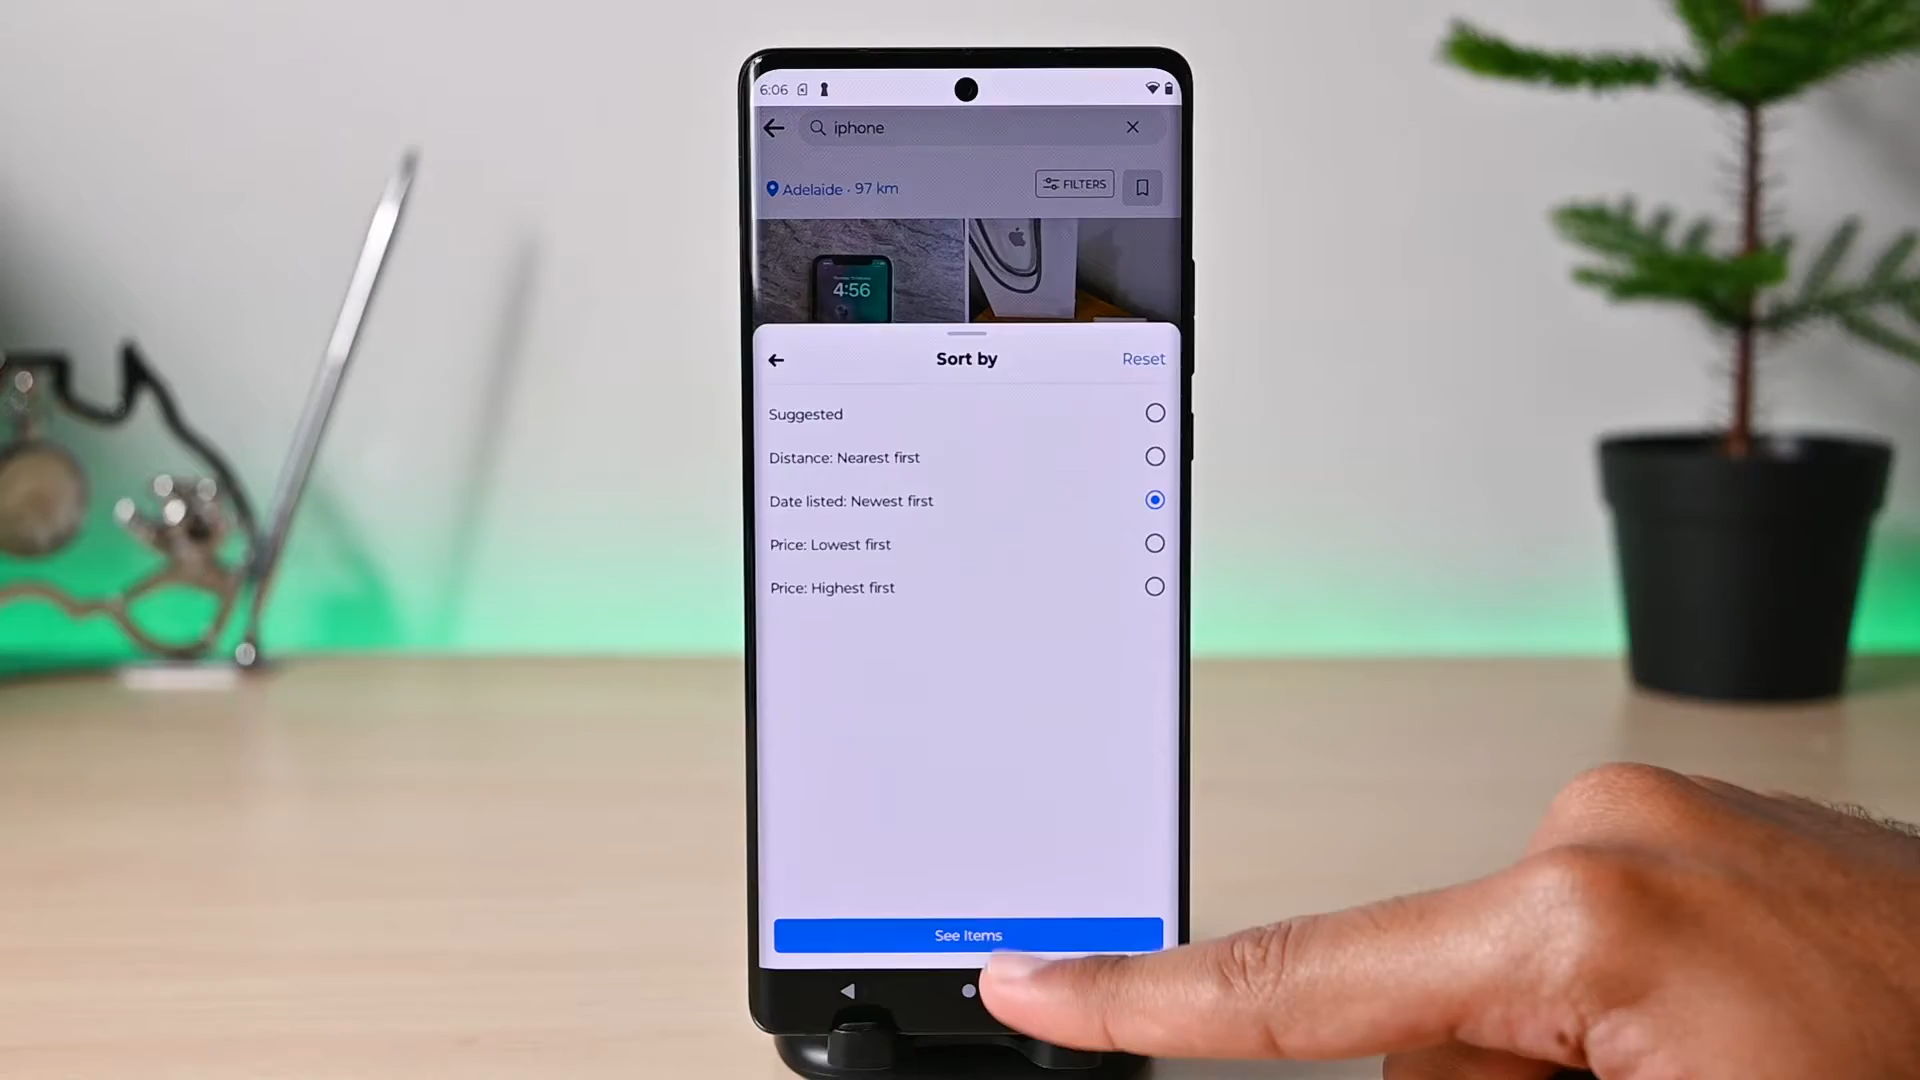 6:06
iphone
Adelaide · 97 km
FILTERS
4:56
Sort by
Reset
Suggested
Distance: Nearest first
Date listed: Newest first
Price: Lowest first
Price: Highest first
See Items